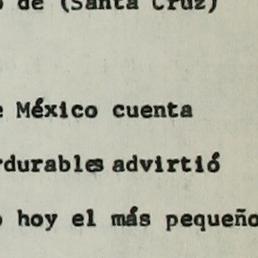 de (Santa Cruz)
México cuenta
rdurables advirtió
hoy el más pequeño